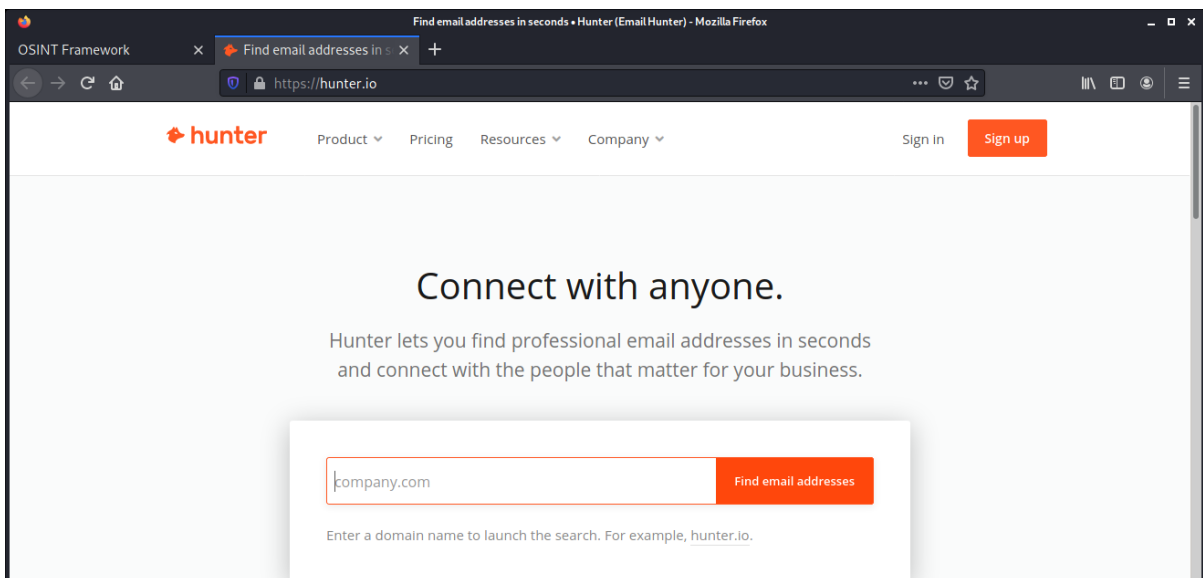 Find email addresses in seconds • Hunter (Email Hunter) - Mozilla Firefox
OSINT Framework
Find email addresses in s
https://hunter.io
hunter Product Pricing Resources Company Sign in Sign up
Connect with anyone.
Hunter lets you find professional email addresses in seconds
and connect with the people that matter for your business.
company.com Find email addresses
Enter a domain name to launch the search. For example, hunter.io.